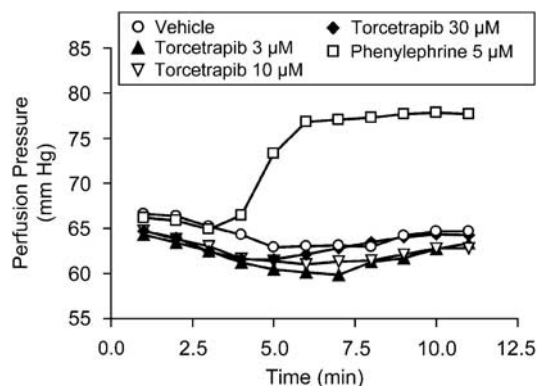 Vehicle
Torcetrapib 30 µM
Torcetrapib 3 µM
Phenylephrine 5 µM
Torcetrapib 10 µM
85
80
75
70
65
60
55
Perfusion Pressure
(mm Hg)
0.0
2.5
5.0
7.5
10.0
12.5
Time (min)